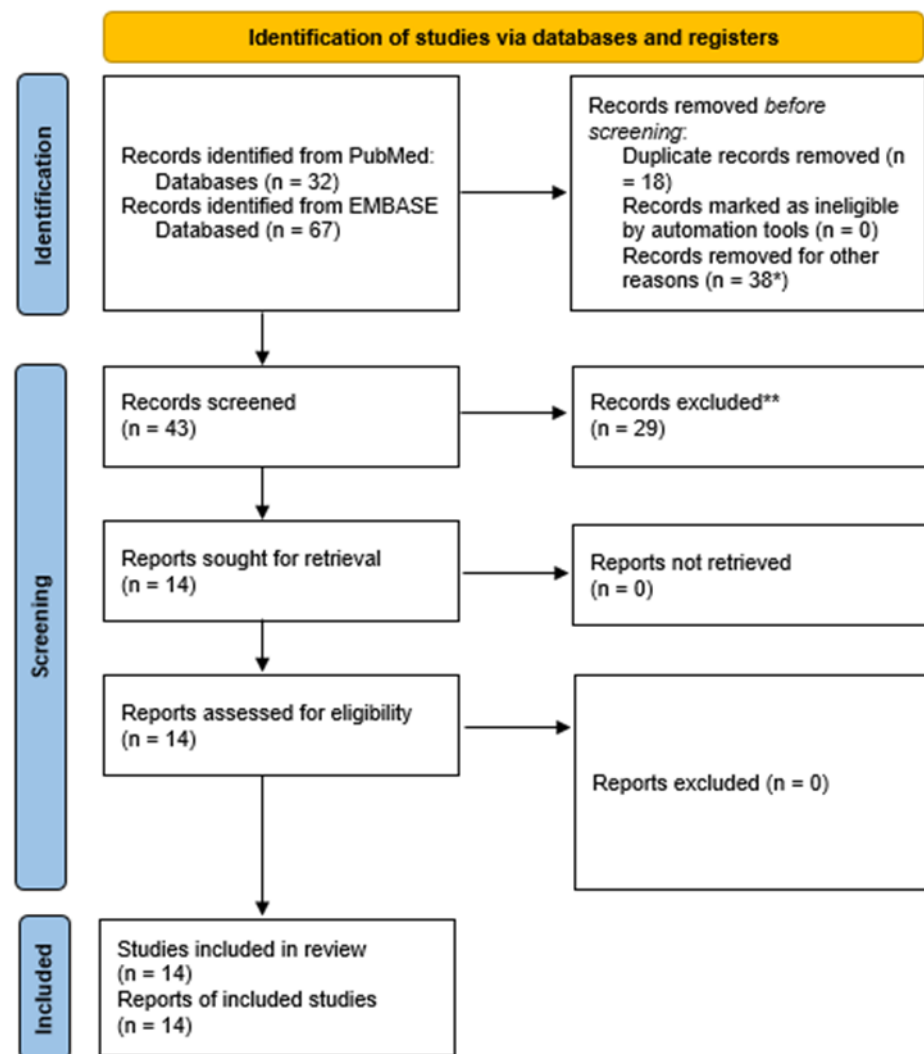 Identification of studies via databases and registers
Identification
Records identified from PubMed:
Databases (n = 32)
Records identified from EMBASE
Databased (n = 67)
Records removed before
screening:
Duplicate records removed (n
= 18)
Records marked as ineligible
by automation tools (n = 0)
Records removed for other
reasons (n = 38*)
Screening
Records screened
(n = 43)
Records excluded**
(n = 29)
Reports sought for retrieval
(n = 14)
Reports not retrieved
(n = 0)
Reports assessed for eligibility
(n = 14)
Reports excluded (n = 0)
Included
Studies included in review
(n = 14)
Reports of included studies
(n = 14)